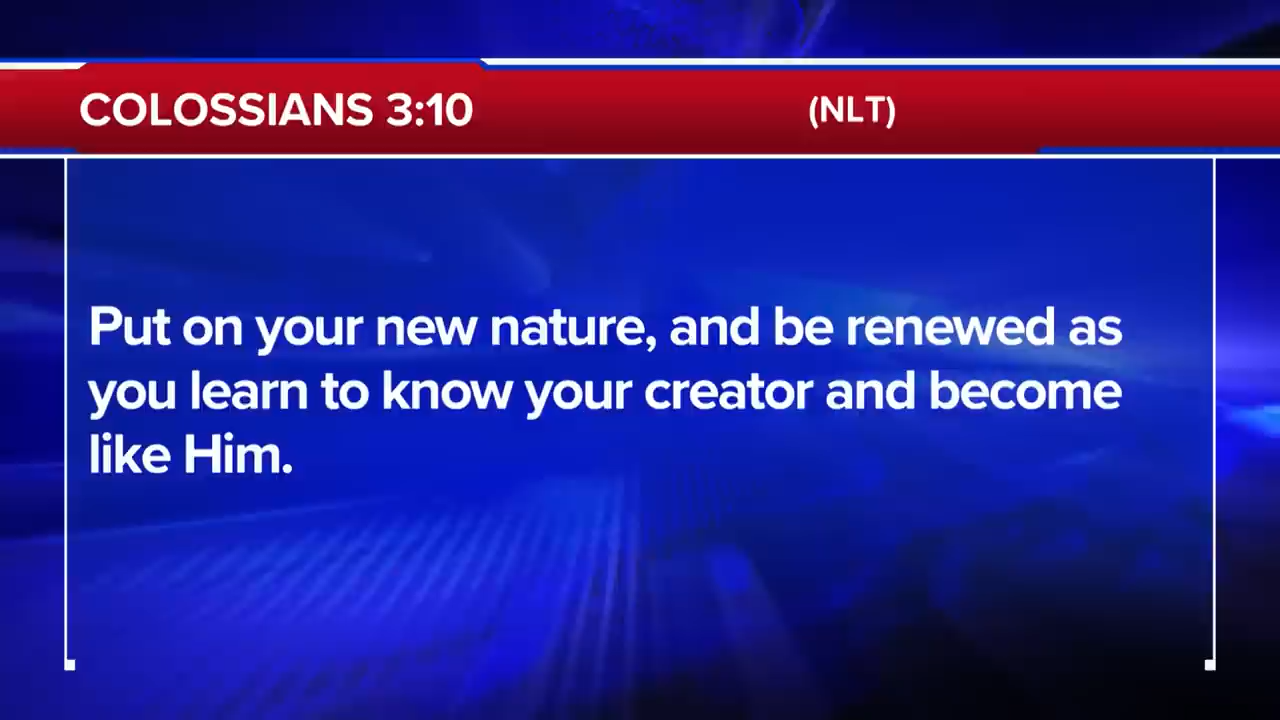 COLOSSIANS 3:10 (NLT)
Put on your new nature, and be renewed as
you learn to know your creator and become
like Him.